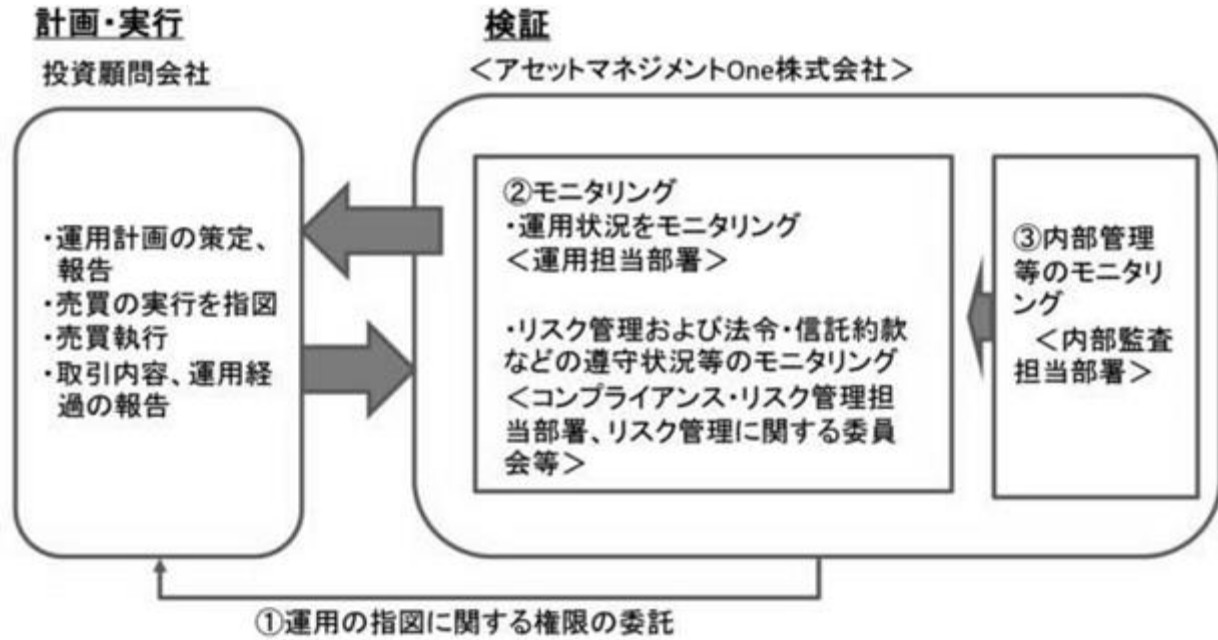 計画・実行
投資顧問会社
・運用計画の策定、
報告
・売買の実行を指図
・売買執行
・取引内容、運用経
過の報告
検証
＜アセットマネジメントOne株式会社＞
②モニタリング
・運用状況をモニタリング
＜運用担当部署＞
・リスク管理および法令・信託約款
などの遵守状況等のモニタリング
＜コンプライアンス・リスク管理担
当部署、リスク管理に関する委員
会等＞
③内部管理
等のモニタリ
ング
＜内部監査
担当部署＞
①運用の指図に関する権限の委託